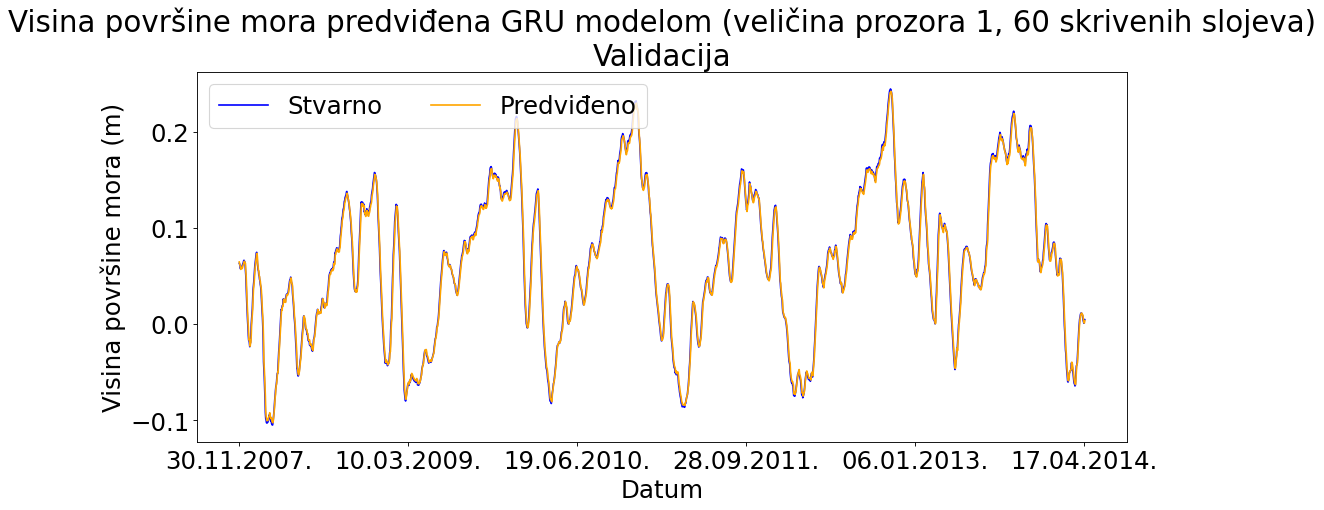 Visina površine mora predviđena GRU modelom (veličina prozora 1, 60 skrivenih slojeva)
Validacija
Stvarno Predviđeno
Visina površine mora (m)
0.2
0.1
0.0
−0.1
30.11.2007. 10.03.2009. 19.06.2010. 28.09.2011. 06.01.2013. 17.04.2014.
Datum